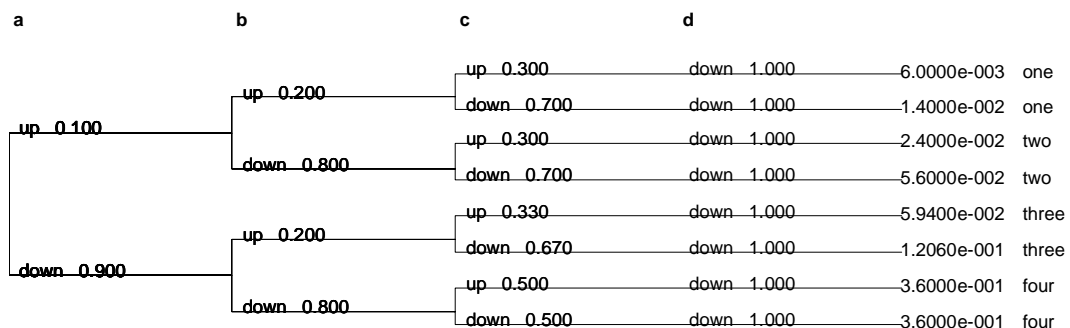 a b c d
up 0.300 down 1.000 6.0000e-003 one
up 0.200
down 0.700 down 1.000 1.4000e-002 one
up 0.100
up 0.300 down 1.000 2.4000e-002 two
down 0.800
down 0.700 down 1.000 5.6000e-002 two
up 0.330 down 1.000 5.9400e-002 three
up 0.200
down 0.670 down 1.000 1.2060e-001 three
down 0.900
up 0.500 down 1.000 3.6000e-001 four
down 0.800
down 0.500 down 1.000 3.6000e-001 four